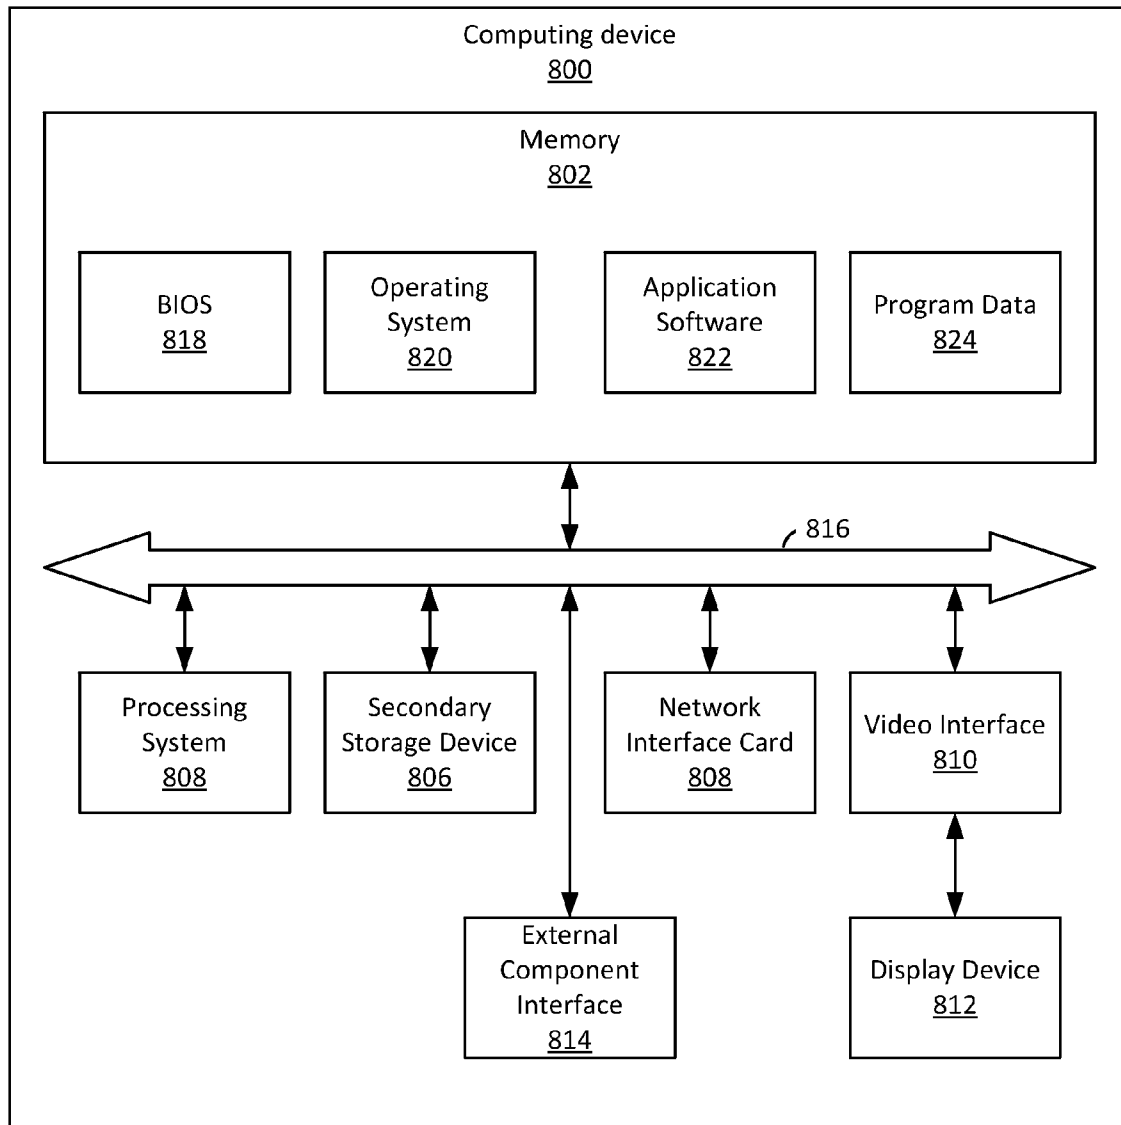 Computing device
800
Memory
802
BIOS
818
Operating
System
820
Application
Software
822
Program Data
824
816
Processing
System
808
Secondary
Storage Device
806
Network
Interface Card
808
Video Interface
810
External
Component
Interface
814
Display Device
812